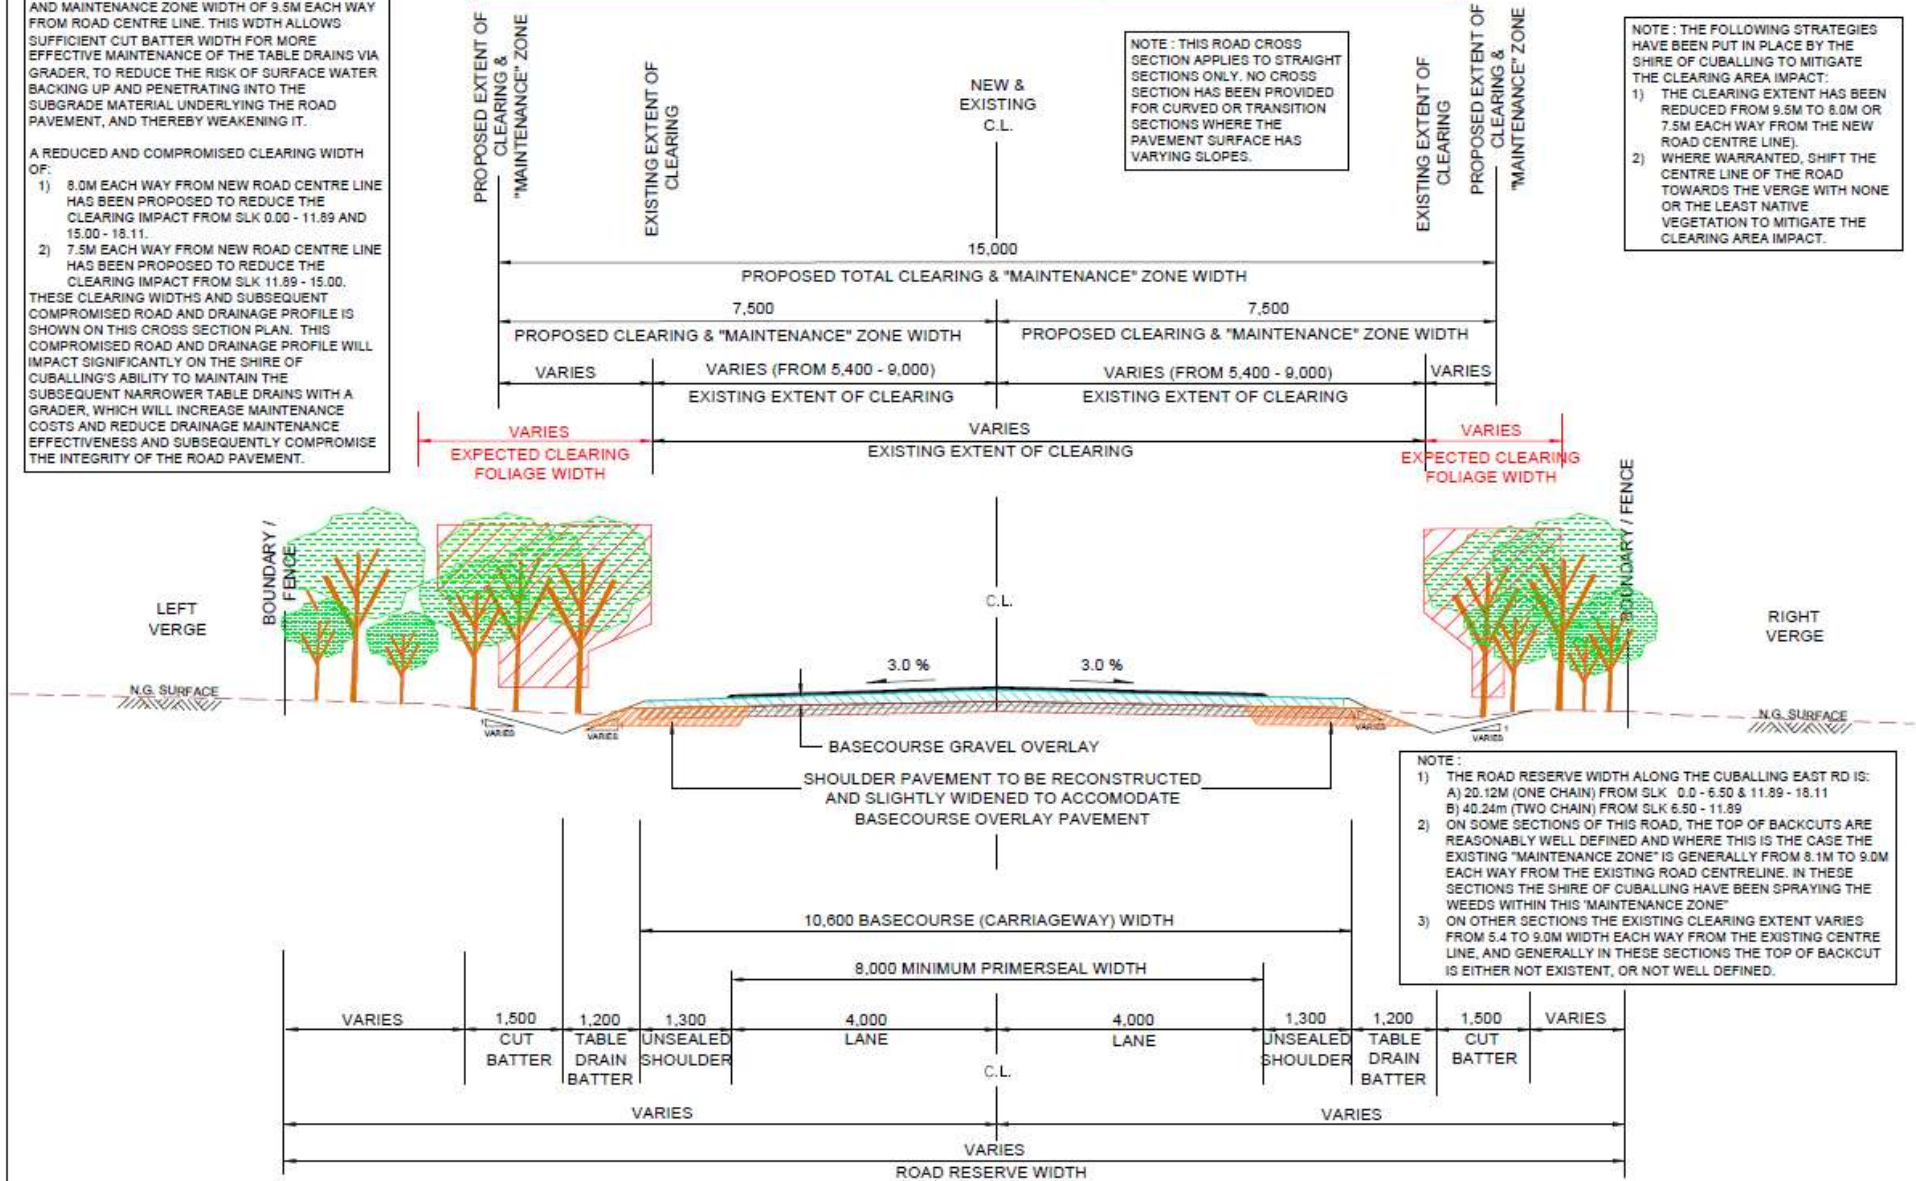 AND MAINTENANCE ZONE WIDTH OF 9.5M EACH WAY
FROM ROAD CENTRE LINE. THIS WDTH ALLOWS
SUFFICIENT CUT BATTER WIDTH FOR MORE
EFFECTIVE MAINTENANCE OF THE TABLE DRAINS VIA
GRADER, TO REDUCE THE RISK OF SURFACE WATER
BACKING UP AND PENETRATING INTO THE
SUBGRADE MATERIAL UNDERLYING THE ROAD
PAVEMENT, AND THEREBY WEAKENING IT.
A REDUCED AND COMPROMISED CLEARING WIDTH
OF:
1) 8.0M EACH WAY FROM NEW ROAD CENTRE LINE
HAS BEEN PROPOSED TO REDUCE THE
CLEARING IMPACT FROM SLK 0.00 - 11.89 AND
15.00 - 18.11.
2) 7.5M EACH WAY FROM NEW ROAD CENTRE LINE
HAS BEEN PROPOSED TO REDUCE THE
CLEARING IMPACT FROM SLK 11.89 - 15.00.
THESE CLEARING WIDTHS AND SUBSEQUENT
COMPROMISED ROAD AND DRAINAGE PROFILE IS
SHOWN ON THIS CROSS SECTION PLAN. THIS
COMPROMISED ROAD AND DRAINAGE PROFILE WILL
IMPACT SIGNIFICANTLY ON THE SHIRE OF
CUBALLING'S ABILITY TO MAINTAIN THE
SUBSEQUENT NARROWER TABLE DRAINS WITH A
GRADER, WHICH WILL INCREASE MAINTENANCE
COSTS AND REDUCE DRAINAGE MAINTENANCE
EFFECTIVENESS AND SUBSEQUENTLY COMPROMISE
THE INTEGRITY OF THE ROAD PAVEMENT.
PROPOSED EXTENT OF
CLEARING &
"MAINTENANCE" ZONE
EXISTING EXTENT OF
CLEARING
NEW &
EXISTING
C.L.
NOTE : THIS ROAD CROSS
SECTION APPLIES TO STRAIGHT
SECTIONS ONLY. NO CROSS
SECTION HAS BEEN PROVIDED
FOR CURVED OR TRANSITION
SECTIONS WHERE THE
PAVEMENT SURFACE HAS
VARYING SLOPES.
EXISTING EXTENT OF
CLEARING
PROPOSED EXTENT OF
CLEARING &
"MAINTENANCE" ZONE
NOTE : THE FOLLOWING STRATEGIES
HAVE BEEN PUT IN PLACE BY THE
SHIRE OF CUBALLING TO MITIGATE
THE CLEARING AREA IMPACT:
1) THE CLEARING EXTENT HAS BEEN
REDUCED FROM 9.5M TO 8.0M OR
7.5M EACH WAY FROM THE NEW
ROAD CENTRE LINE).
2) WHERE WARRANTED, SHIFT THE
CENTRE LINE OF THE ROAD
TOWARDS THE VERGE WITH NONE
OR THE LEAST NATIVE
VEGETATION TO MITIGATE THE
CLEARING AREA IMPACT.
15,000
PROPOSED TOTAL CLEARING & "MAINTENANCE" ZONE WIDTH
7,500 7,500
PROPOSED CLEARING & "MAINTENANCE" ZONE WIDTH PROPOSED CLEARING & "MAINTENANCE" ZONE WIDTH
VARIES VARIES (FROM 5,400 - 9,000) VARIES (FROM 5,400 - 9,000) VARIES
EXISTING EXTENT OF CLEARING EXISTING EXTENT OF CLEARING
VARIES VARIES VARIES
EXPECTED CLEARING EXISTING EXTENT OF CLEARING EXPECTED CLEARING
FOLIAGE WIDTH FOLIAGE WIDTH
BOUNDARY /
FENCE
BOUNDARY / FENCE
LEFT
VERGE
C.L.
RIGHT
VERGE
3.0 % 3.0 %
N.G. SURFACE
N.G. SURFACE
1 VARIES VARIES VARIES VARIES 1
BASECOURSE GRAVEL OVERLAY
SHOULDER PAVEMENT TO BE RECONSTRUCTED
AND SLIGHTLY WIDENED TO ACCOMODATE
BASECOURSE OVERLAY PAVEMENT
NOTE :
1) THE ROAD RESERVE WIDTH ALONG THE CUBALLING EAST RD IS:
A) 20.12M (ONE CHAIN) FROM SLK 0.0 - 6.50 & 11.89 - 18.11
B) 40.24m (TWO CHAIN) FROM SLK 6.50 - 11.89
2) ON SOME SECTIONS OF THIS ROAD, THE TOP OF BACKCUTS ARE
REASONABLY WELL DEFINED AND WHERE THIS IS THE CASE THE
EXISTING "MAINTENANCE ZONE" IS GENERALLY FROM 8.1M TO 9.0M
EACH WAY FROM THE EXISTING ROAD CENTRELINE. IN THESE
SECTIONS THE SHIRE OF CUBALLING HAVE BEEN SPRAYING THE
WEEDS WITHIN THIS "MAINTENANCE ZONE"
3) ON OTHER SECTIONS THE EXISTING CLEARING EXTENT VARIES
FROM 5.4 TO 9.0M WIDTH EACH WAY FROM THE EXISTING CENTRE
LINE, AND GENERALLY IN THESE SECTIONS THE TOP OF BACKCUT
IS EITHER NOT EXISTENT, OR NOT WELL DEFINED.
10,600 BASECOURSE (CARRIAGEWAY) WIDTH
8,000 MINIMUM PRIMERSEAL WIDTH
VARIES 1,500 1,200 1,300 4,000 4,000 1,300 1,200 1,500 VARIES
CUT TABLE UNSEALED LANE LANE UNSEALED TABLE CUT
BATTER DRAIN SHOULDER SHOULDER DRAIN BATTER
BATTER C.L. BATTER
VARIES VARIES
VARIES
ROAD RESERVE WIDTH